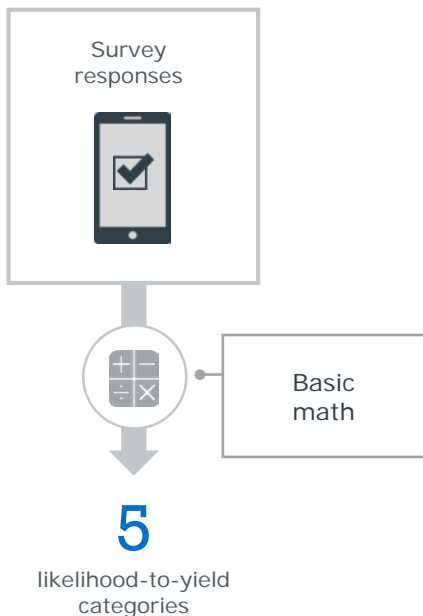 Survey
responses
Basic
math
5
likelihood-to-yield
categories